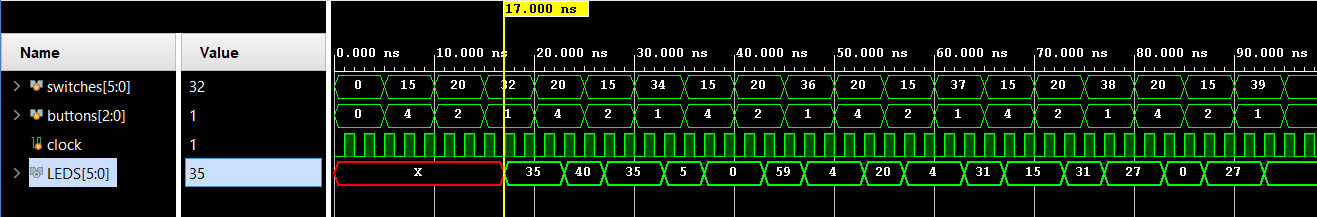 17.000 ns
Name Value 0.000 ns 10.000 ns 20.000 ns 30.000 ns 40.000 ns 50.000 ns 60.000 ns 70.000 ns 80.000 ns 90.000 ns
switches[5:0] 32 0 15 20 32 20 15 34 15 20 36 20 15 37 15 20 38 20 15 39
buttons[2:0] 1 0 4 2 1 4 2 1 4 2 1 4 2 1 4 2 1 4 2 1
clock 1
LEDS[5:0] 35 X 35 40 35 5 0 59 4 20 4 31 15 31 27 0 27